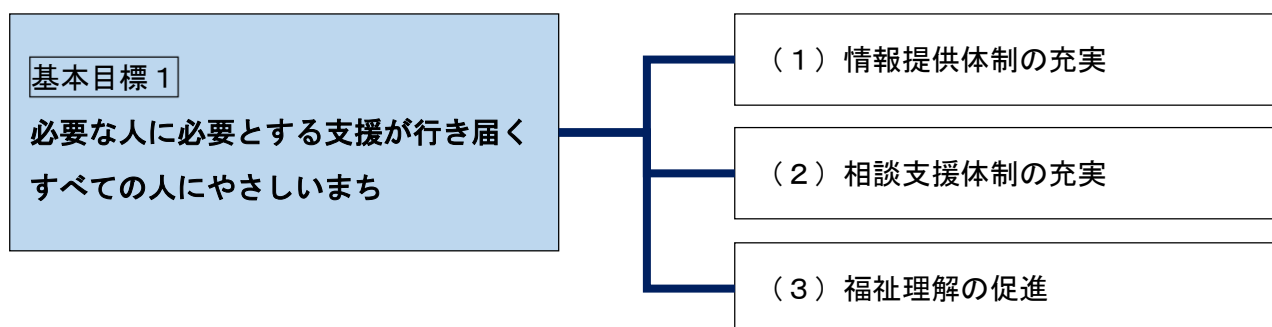 基本目標1
必要な人に必要とする支援が行き届く
すべての人にやさしいまち
（1）情報提供体制の充実
（2）相談支援体制の充実
（3）福祉理解の促進